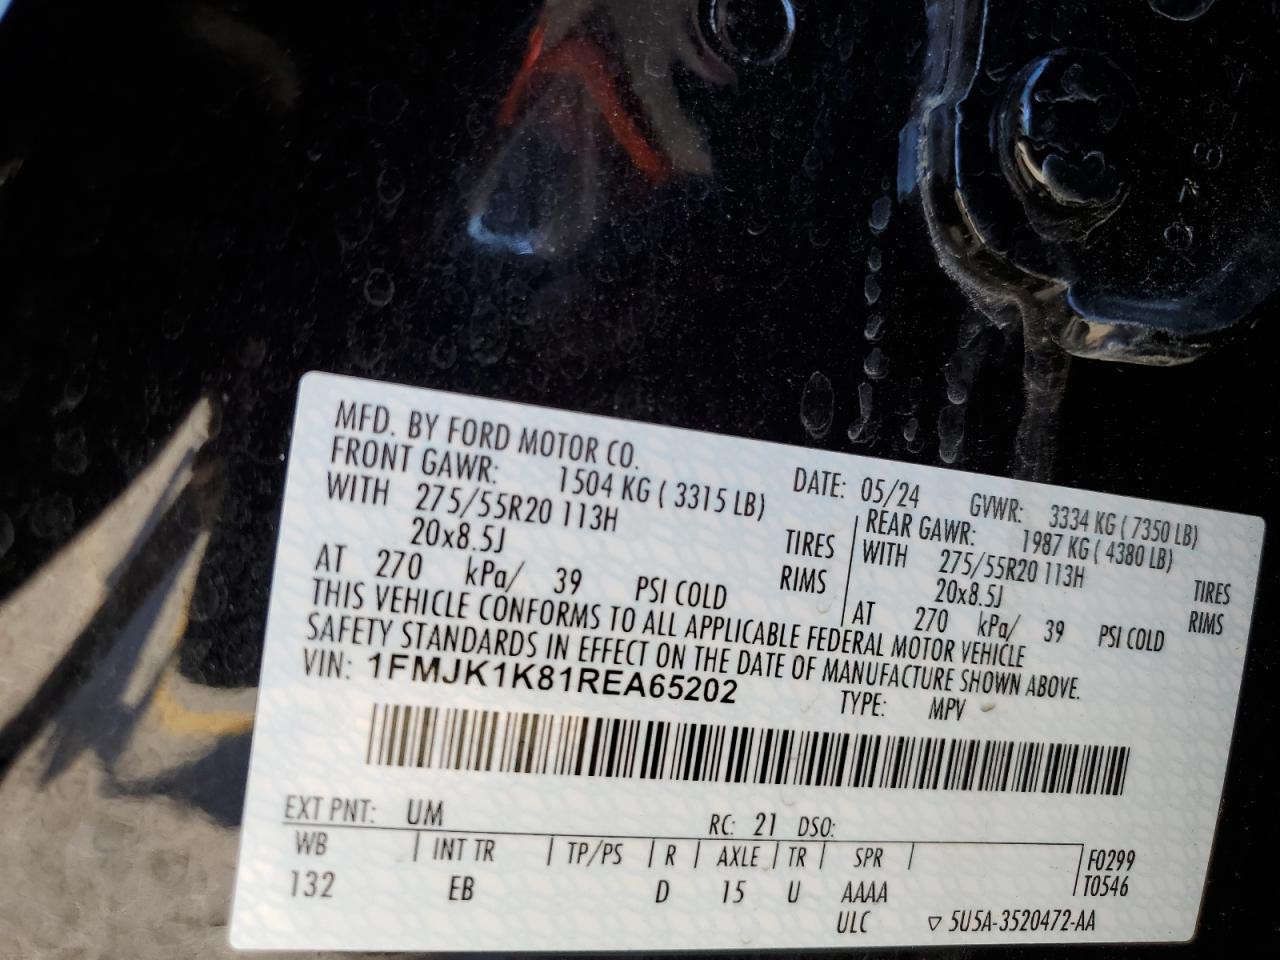 MFD. BY FORD MOTOR CO.
DATE: 05/24 GVWR: 3334 KG ( 7350 LB)
FRONT GAWR: 1504 KG ( 3315 LB)
WITH 275/55R20 113H TIRES
20x8.5J RIMS
AT 270 kPa/ 39 PSI COLD
REAR GAWR: 1987 KG ( 4380 LB)
WITH 275/55R20 113H TIRES
20x8.5J RIMS
AT 270 kPa/ 39 PSI COLD
THIS VEHICLE CONFORMS TO ALL APPLICABLE FEDERAL MOTOR VEHICLE
SAFETY STANDARDS IN EFFECT ON THE DATE OF MANUFACTURE SHOWN ABOVE.
VIN: 1FMJK1K81REA65202
TYPE: MPV
EXT PNT: UM RC: 21 DSO:
WB INT TR TP/PS R AXLE TR SPR F0299
132 EB D 15 U AAAA T0546
ULC ▽ 5U5A-3520472-AA